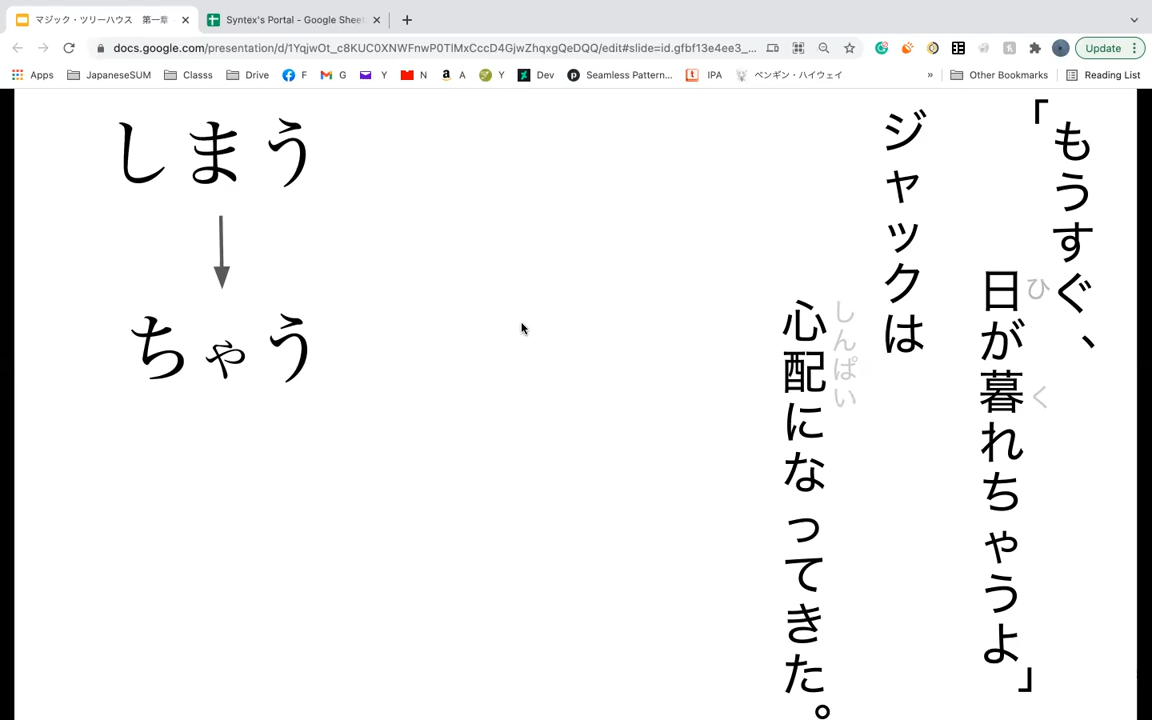 マジック・ツリーハウス 第一章
Syntex's Portal - Google Sheet
docs.google.com/presentation/d/1YqjwOt_c8KUC0XNWFnwP0TlMxCccD4GjwZhqxgQeDQQ/edit#slide=id.gfbf13e4ee3_...
Update
Apps
JapaneseSUM
Classs
Drive
F
G
Y
N
A
Y
Dev
Seamless Pattern...
IPA
ペンギン・ハイウェイ
»
Other Bookmarks
Reading List
「もうすぐ、
日が暮れちゃうよ」
ひ
く
ジャックは
心配になってきた。
しんぱい
しまう
ちゃう